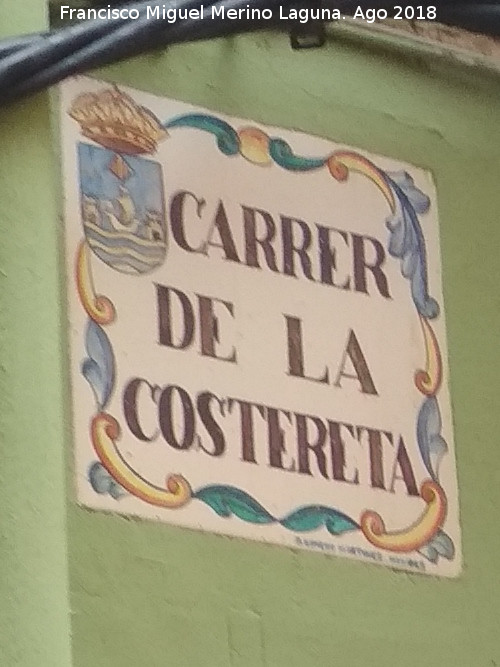 Francisco Miguel Merino Laguna. Ago 2018
CARRER
DE LA
COSTERETA